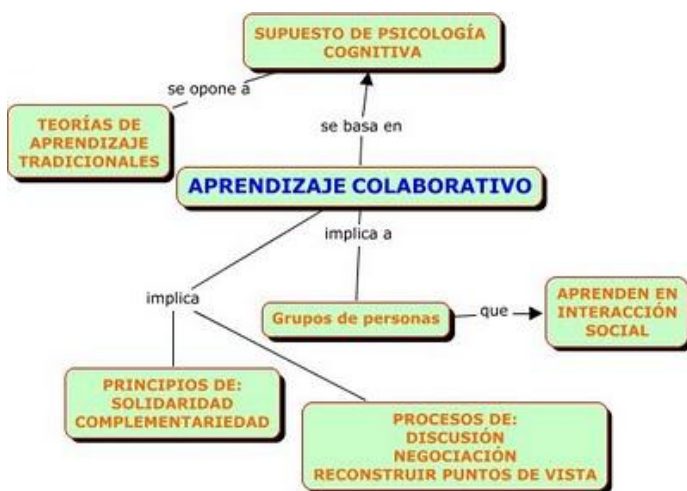 SUPUESTO DE PSICOLOGÍA
COGNITIVA
se opone a
TEORÍAS DE
APRENDIZAJE
TRADICIONALES
se basa en
APRENDIZAJE COLABORATIVO
implica a
implica
Grupos de personas
que
APRENDEN EN
INTERACCIÓN
SOCIAL
PRINCIPIOS DE:
SOLIDARIDAD
COMPLEMENTARIEDAD
PROCESOS DE:
DISCUSIÓN
NEGOCIACIÓN
RECONSTRUIR PUNTOS DE VISTA